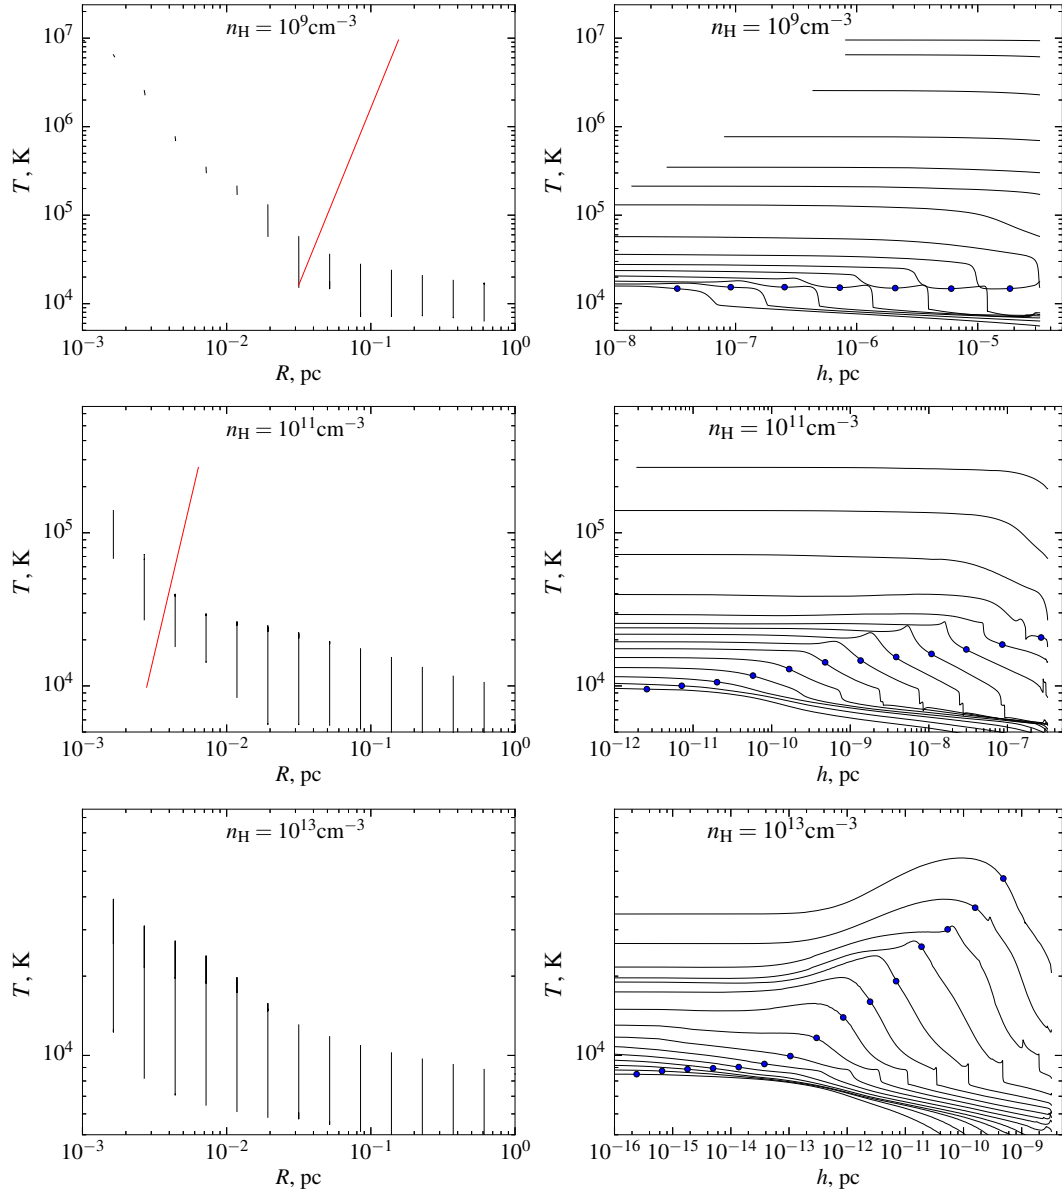 n_H = 10^9 cm^−3
n_H = 10^9 cm^−3
10^7
10^6
10^5
10^4
T, K
10^−3 10^−2 10^−1 10^0
R, pc
10^7
10^6
10^5
10^4
T, K
10^−8 10^−7 10^−6 10^−5
h, pc
n_H = 10^11 cm^−3
n_H = 10^11 cm^−3
10^5
10^4
T, K
10^−3 10^−2 10^−1 10^0
R, pc
10^5
10^4
T, K
10^−12 10^−11 10^−10 10^−9 10^−8 10^−7
h, pc
n_H = 10^13 cm^−3
n_H = 10^13 cm^−3
10^4
T, K
10^−3 10^−2 10^−1 10^0
R, pc
10^4
T, K
10^−16 10^−15 10^−14 10^−13 10^−12 10^−11 10^−10 10^−9
h, pc